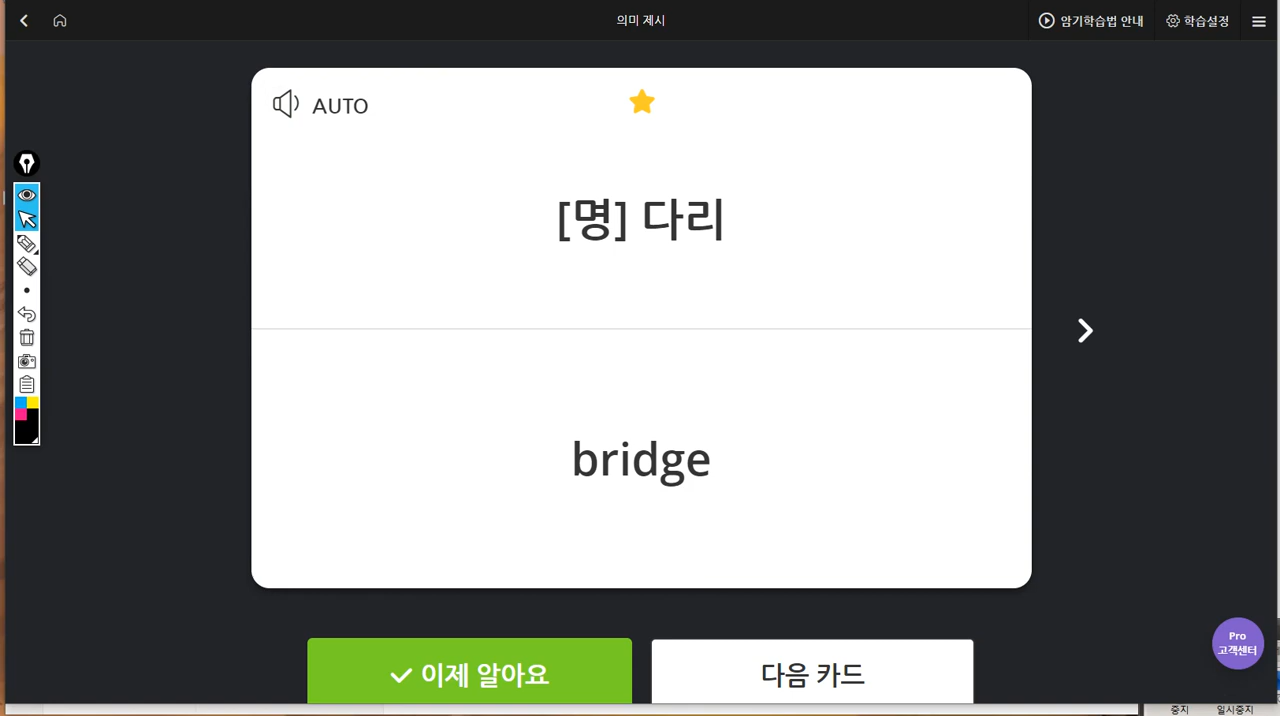 의미 제시
암기학습법 안내
학습설정
AUTO
[명] 다리
bridge
이제 알아요
다음 카드
Pro
고객센터
중지
일시중지